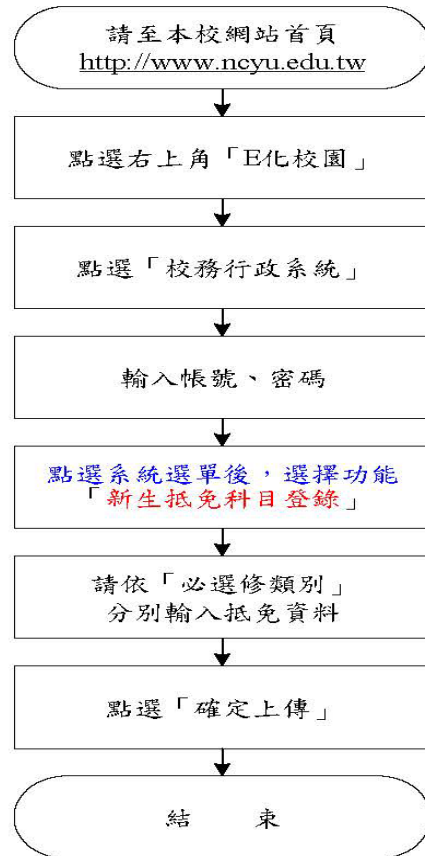 請至本校網站首頁
http://www.ncyu.edu.tw
點選右上角「E化校園」
點選「校務行政系統」
輸入帳號、密碼
點選系統選單後，選擇功能
「新生抵免科目登錄」
請依「必選修類別」
分別輸入抵免資料
點選「確定上傳」
結 束